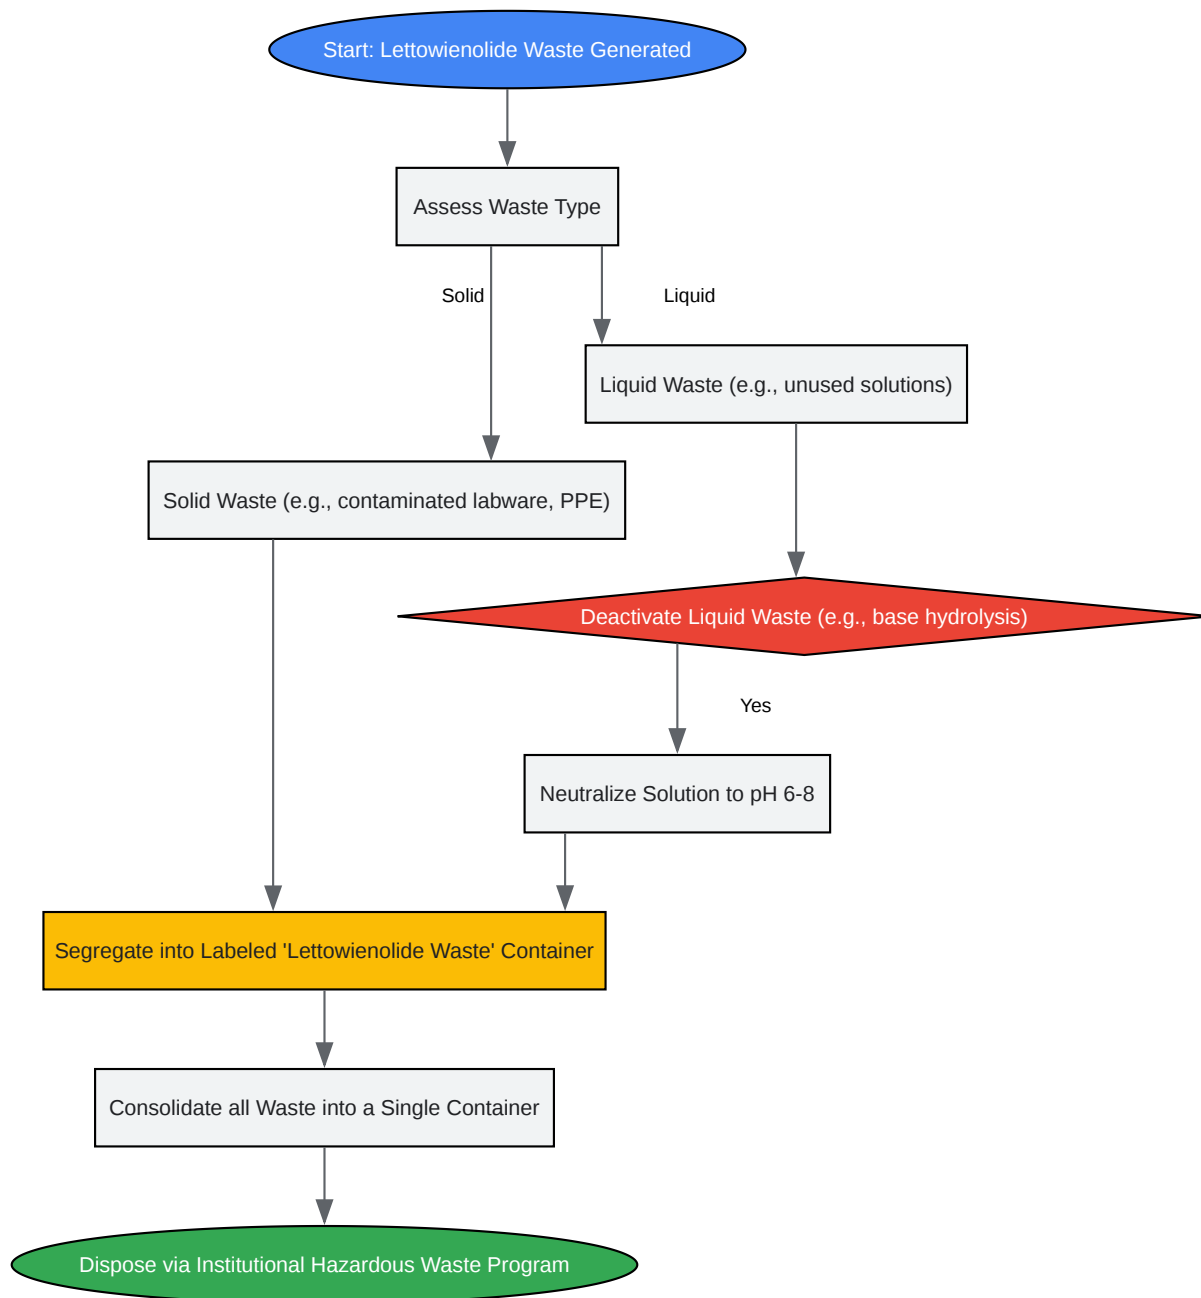 Start: Lettowienolide Waste Generated
Assess Waste Type
Solid
Liquid
Liquid Waste (e.g., unused solutions)
Solid Waste (e.g., contaminated labware, PPE)
Deactivate Liquid Waste (e.g., base hydrolysis)
Yes
Neutralize Solution to pH 6-8
Segregate into Labeled 'Lettowienolide Waste' Container
Consolidate all Waste into a Single Container
Dispose via Institutional Hazardous Waste Program